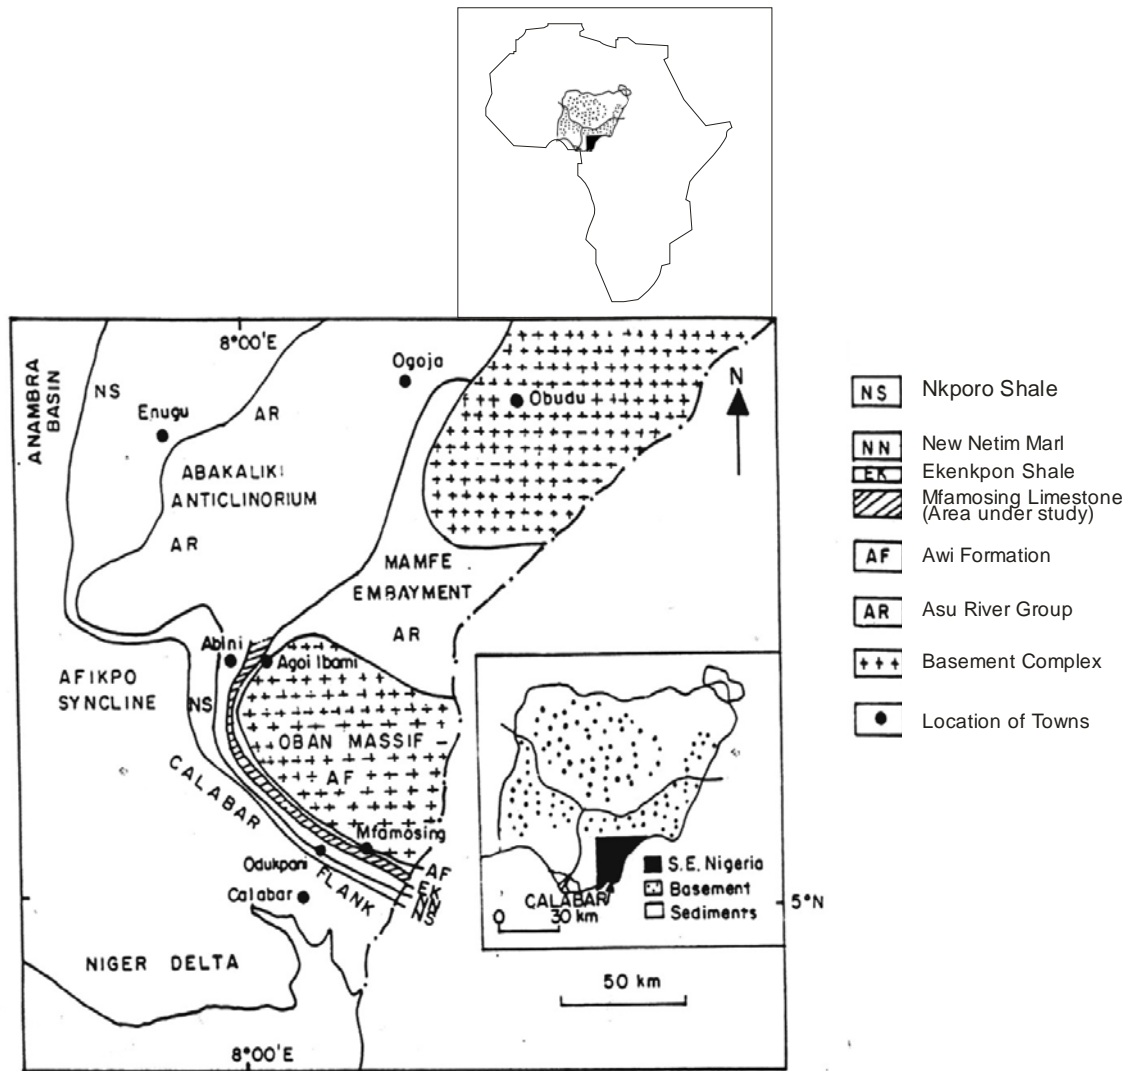 8°00'E
ANAMBRA
BASIN
NS
Enugu
AR
Ogoja
Obudu
N
ABAKALIKI
ANTICLINORIUM
AR
MAMFE
EMBAYMENT
AR
Abini
Agoi Ibami
AFIKPO
SYNCLINE
NS
OBAN MASSIF
AF
CALABAR
FLANK
Mfamosing
Odukpani
Calabar
AF
EK
NN
NS
NIGER DELTA
S.E. Nigeria
Basement
Sediments
CALABAR
0 30 km
5°N
50 km
8°00'E
NS Nkporo Shale
NN New Netim Marl
EK Ekenkpon Shale
Mfamosing Limestone
(Area under study)
AF Awi Formation
AR Asu River Group
Basement Complex
Location of Towns